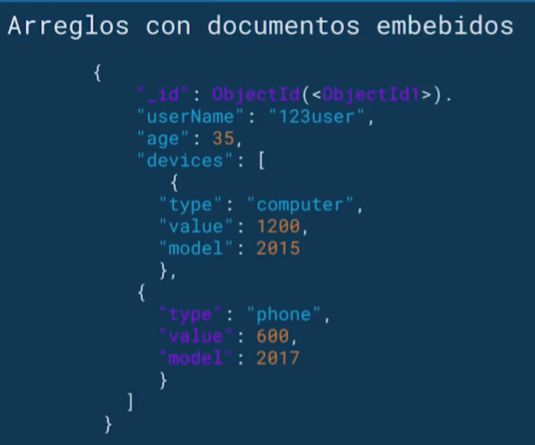 Arreglos con documentos embebidos
{
"_id": ObjectId(<ObjectId1>).
"userName": "123user",
"age": 35,
"devices": [
{
"type": "computer",
"value": 1200,
"model": 2015
},
{
"type": "phone",
"value": 600,
"model": 2017
}
]
}